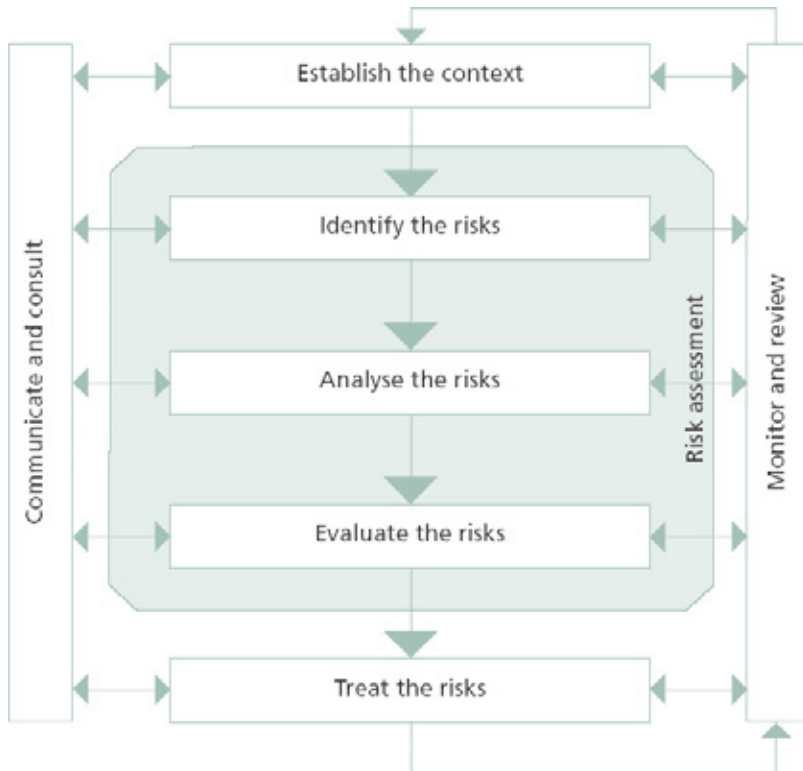 Establish the context
Identify the risks
Analyse the risks
Evaluate the risks
Treat the risks
Communicate and consult
Risk assessment
Monitor and review